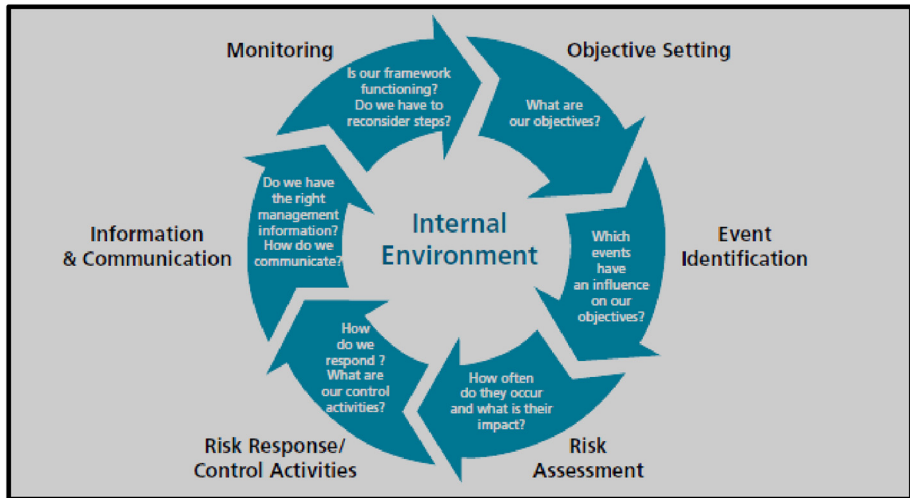 Monitoring
Is our framework
functioning?
Do we have to
reconsider steps?
Objective Setting
What are
our objectives?
Event
Identification
Which
events
have
an influence
on our
objectives?
Risk
Assessment
How often
do they occur
and what is their
impact?
Risk Response/
Control Activities
How
do we
respond ?
What are
our control
activities?
Information
& Communication
Do we have
the right
management
information?
How do we
communicate?
Internal
Environment